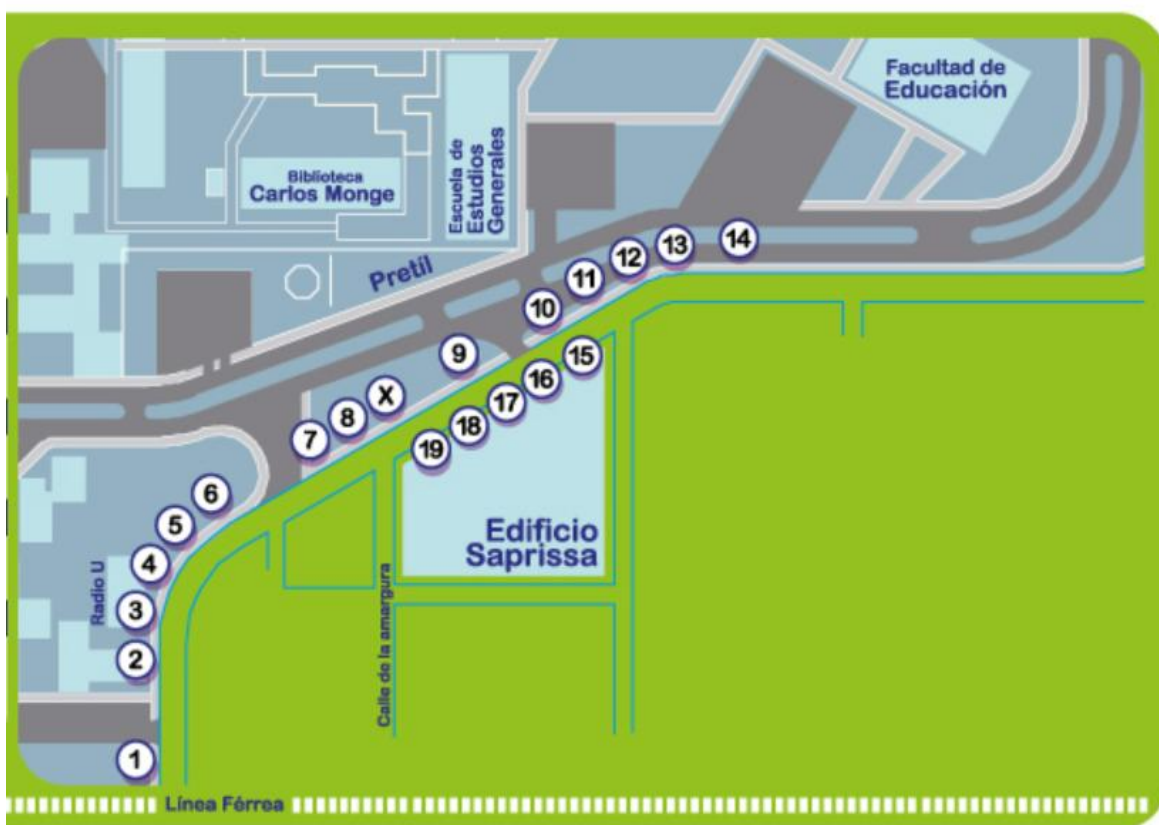 Facultad de
Educación
Biblioteca
Carlos Monge
Escuela de
Estudios
Generales
Pretíl
14
13
12
11
10
9
15
16
17
X
8
7
18
19
6
5
4
3
2
1
Edificio
Saprissa
Radio U
Calle de la amargura
Línea Férrea